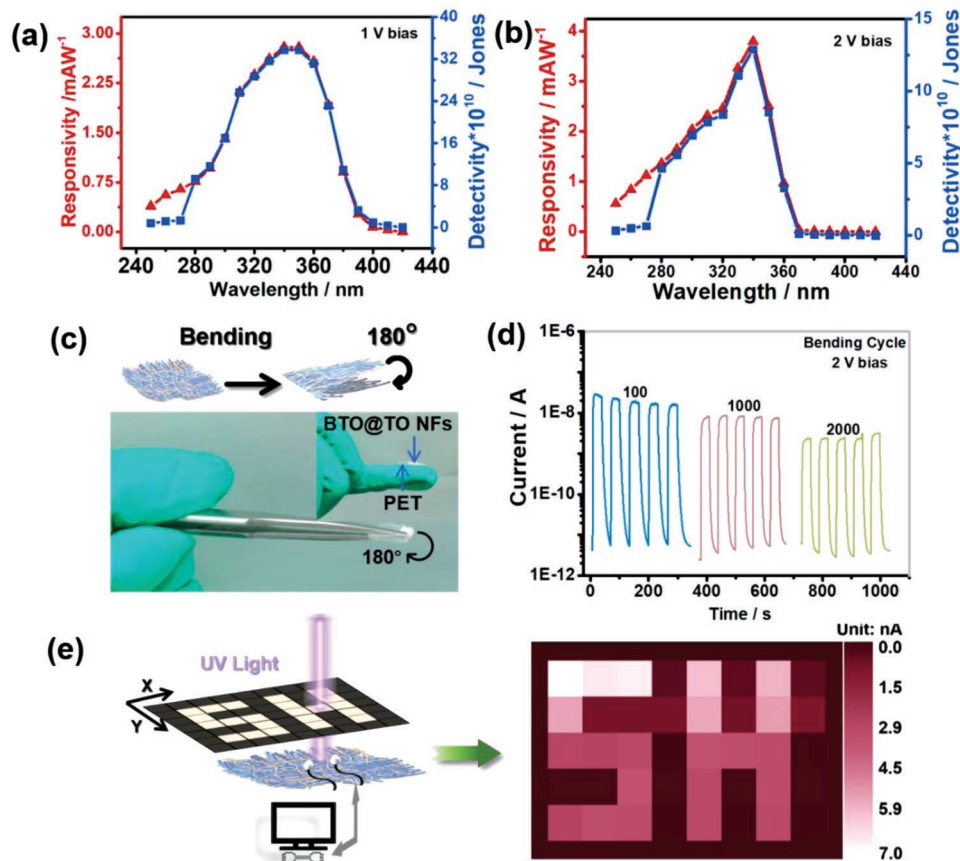 (a)
1 V bias
Responsivity /mAW⁻¹
3.00
2.25
1.50
0.75
0.00
40
32
24
16
8
0
Detectivity*10¹⁰ / Jones
240 280 320 360 400 440
Wavelength / nm
(b)
2 V bias
Responsivity / mAW⁻¹
4
3
2
1
0
15
10
5
0
Detectivity*10¹⁰ / Jones
240 280 320 360 400 440
Wavelength / nm
(c)
Bending
180°
BTO@TO NFs
PET
180°
(d)
Bending Cycle
2 V bias
Current / A
1E-6
1E-8
1E-10
1E-12
100
1000
2000
0 200 400 600 800 1000
Time / s
(e)
UV Light
X
Y
Unit: nA
0.0
1.5
2.9
4.5
5.9
7.0